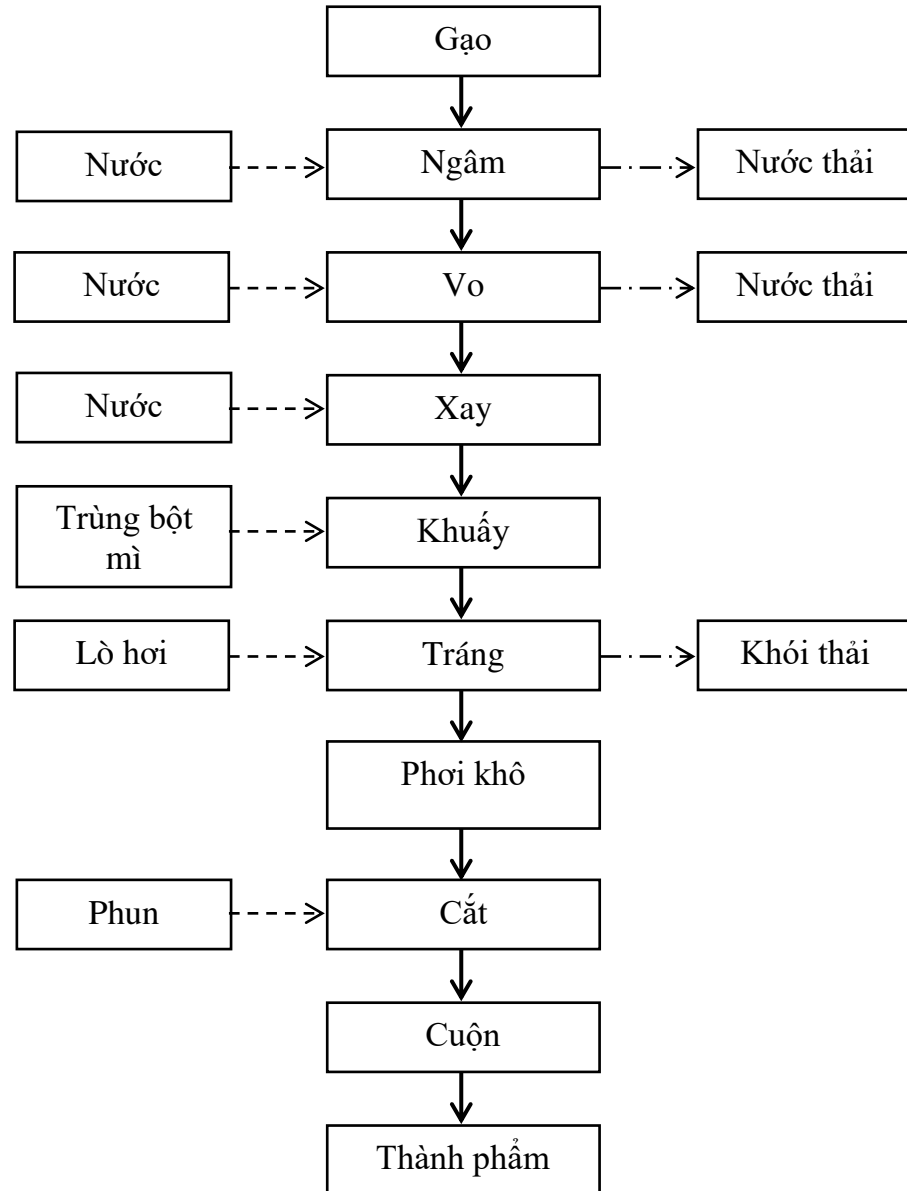 Gạo
Nước
Ngâm
Nước thải
Nước
Vo
Nước thải
Nước
Xay
Trùng bột
mì
Khuấy
Lò hơi
Tráng
Khói thải
Phơi khô
Phun
Cắt
Cuộn
Thành phẩm